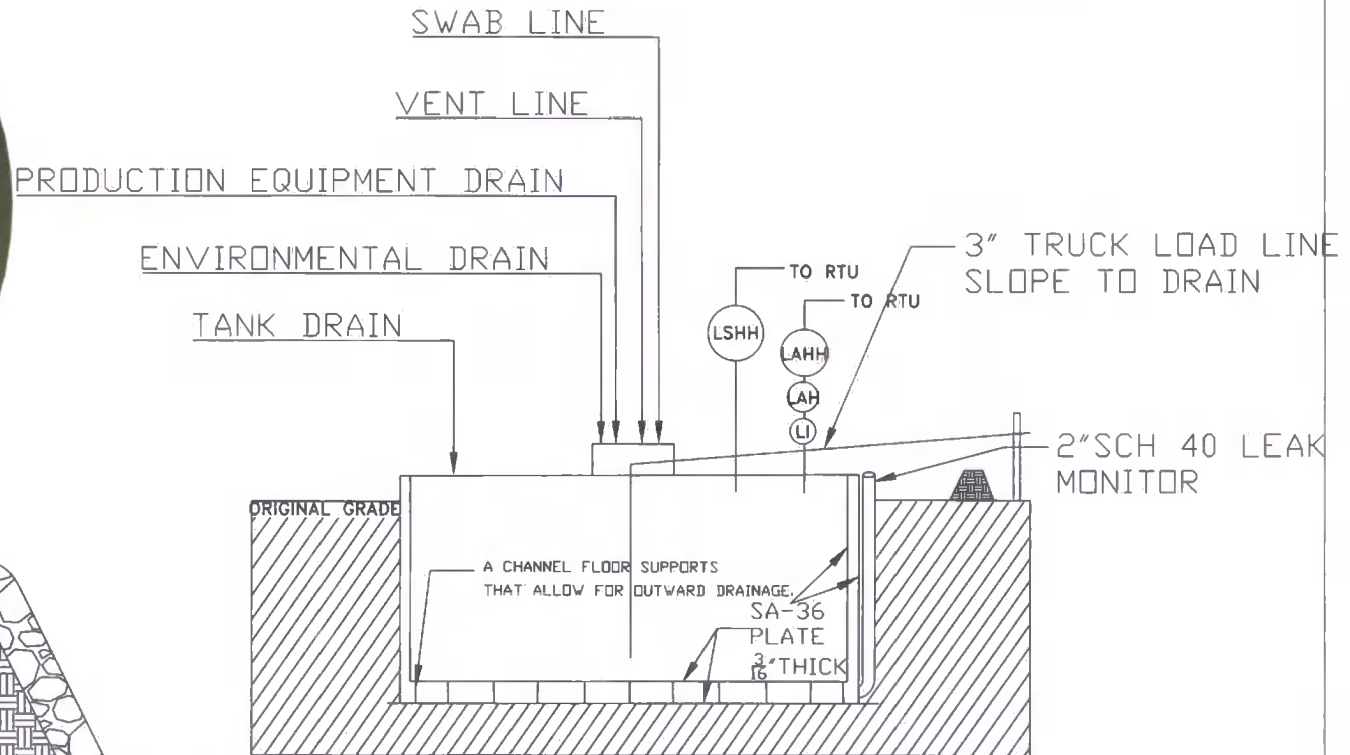 SWAB LINE
VENT LINE
PRODUCTION EQUIPMENT DRAIN
ENVIRONMENTAL DRAIN
TANK DRAIN
TO RTU
TO RTU
3" TRUCK LOAD LINE
SLOPE TO DRAIN
LSHH
LAHH
LAH
LI
2"SCH 40 LEAK
MONITOR
ORIGINAL GRADE
A CHANNEL FLOOR SUPPORTS
THAT ALLOW FOR OUTWARD DRAINAGE.
SA-36
PLATE
3/16"THICK